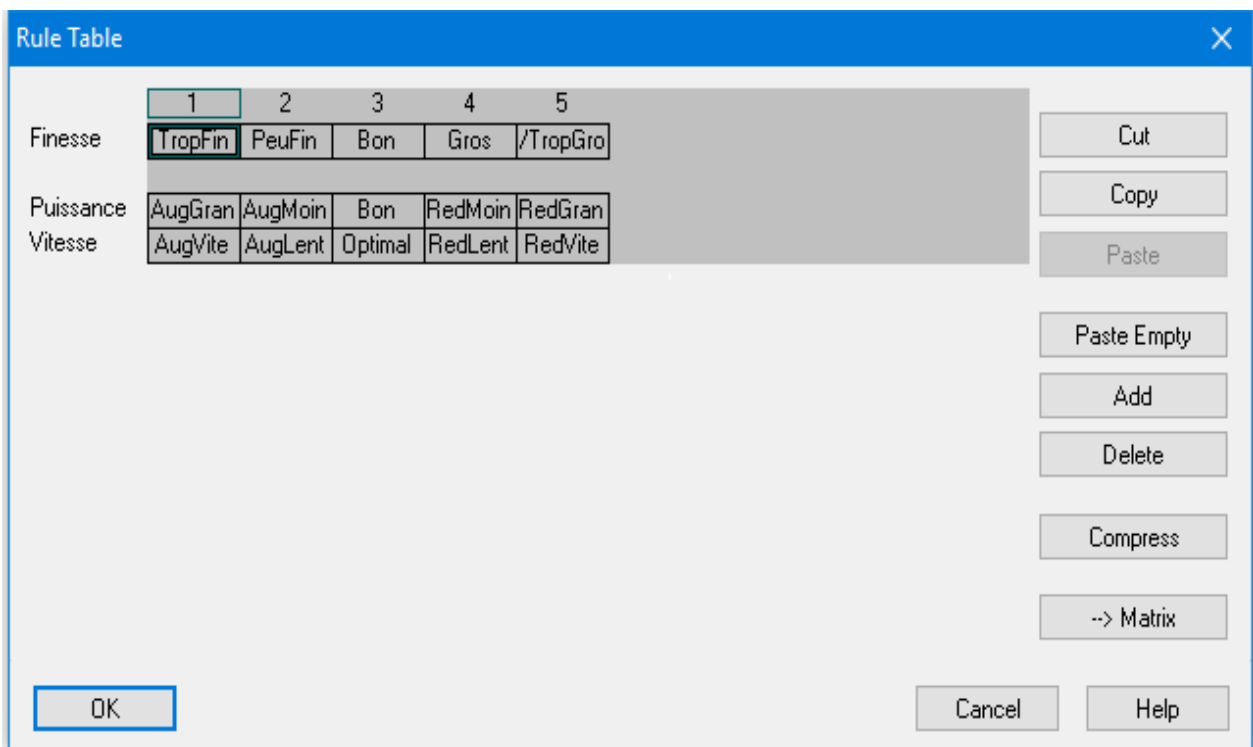 Rule Table
1 2 3 4 5
Finesse TropFin PeuFin Bon Gros /TropGro
Puissance AugGran AugMoin Bon RedMoin RedGran
Vitesse AugVite AugLent Optimal RedLent RedVite
Cut
Copy
Paste
Paste Empty
Add
Delete
Compress
--> Matrix
OK Cancel Help